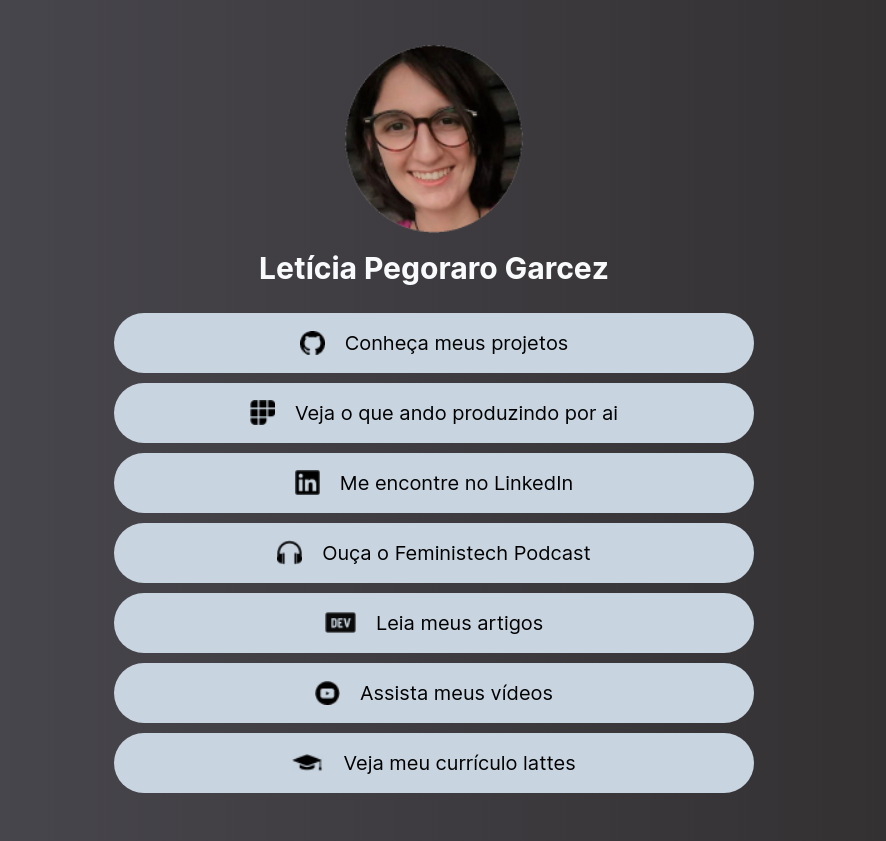 Letícia Pegoraro Garcez
Conheça meus projetos
Veja o que ando produzindo por ai
in Me encontre no LinkedIn
Ouça o Feministech Podcast
DEV Leia meus artigos
Assista meus vídeos
Veja meu currículo lattes